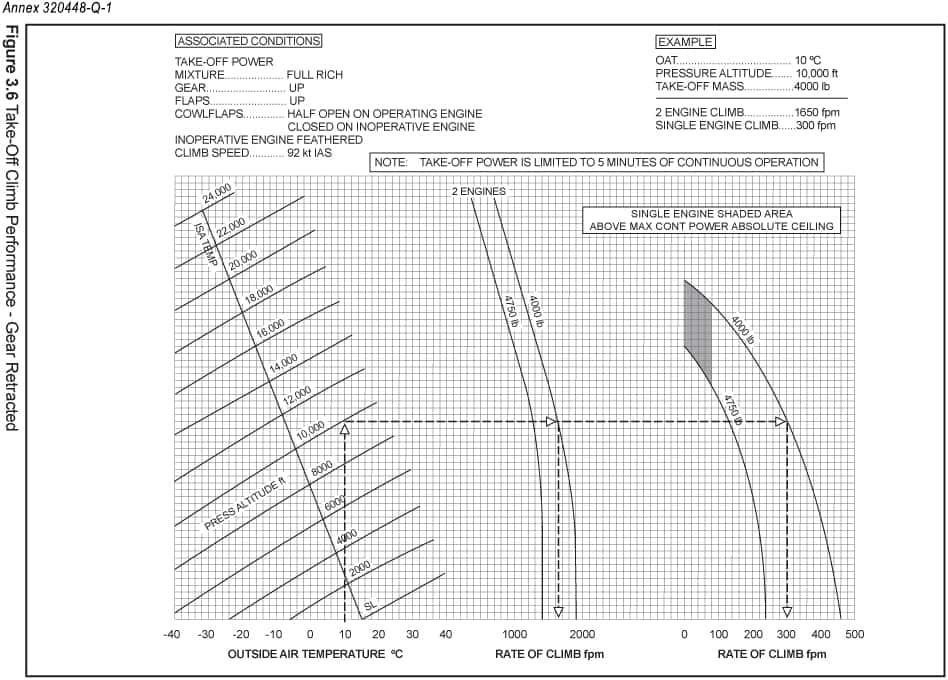 Annex 320448-Q-1
Figure 3.6 Take-Off Climb Performance - Gear Retracted
ASSOCIATED CONDITIONS
TAKE-OFF POWER
MIXTURE.................... FULL RICH
GEAR........................... UP
FLAPS.......................... UP
COWLFLAPS.............. HALF OPEN ON OPERATING ENGINE
CLOSED ON INOPERATIVE ENGINE
INOPERATIVE ENGINE FEATHERED
CLIMB SPEED............ 92 kt IAS
EXAMPLE
OAT....................................... 10 ºC
PRESSURE ALTITUDE....... 10,000 ft
TAKE-OFF MASS.................4000 lb
2 ENGINE CLIMB.................1650 fpm
SINGLE ENGINE CLIMB......300 fpm
NOTE: TAKE-OFF POWER IS LIMITED TO 5 MINUTES OF CONTINUOUS OPERATION
2 ENGINES
SINGLE ENGINE SHADED AREA
ABOVE MAX CONT POWER ABSOLUTE CEILING
24,000
ISA TEMP
22,000
20,000
18,000
16,000
14,000
12,000
10,000
8000
6000
4000
2000
SL
PRESS ALTITUDE ft
4750 lb
4000 lb
4000 lb
4750 lb
-40 -30 -20 -10 0 10 20 30 40
OUTSIDE AIR TEMPERATURE ºC
1000 2000
RATE OF CLIMB fpm
0 100 200 300 400 500
RATE OF CLIMB fpm